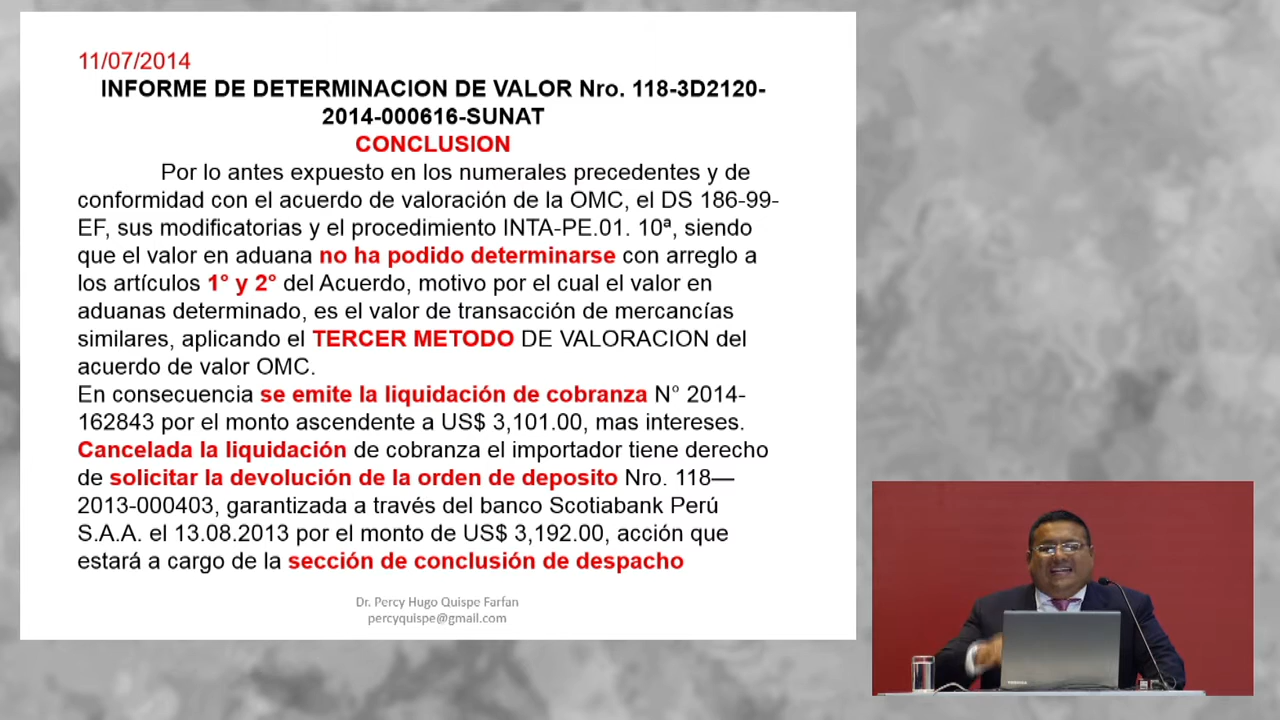 11/07/2014
INFORME DE DETERMINACION DE VALOR Nro. 118-3D2120-
2014-000616-SUNAT
CONCLUSION
Por lo antes expuesto en los numerales precedentes y de
conformidad con el acuerdo de valoración de la OMC, el DS 186-99-
EF, sus modificatorias y el procedimiento INTA-PE.01. 10ª, siendo
que el valor en aduana no ha podido determinarse con arreglo a
los artículos 1° y 2° del Acuerdo, motivo por el cual el valor en
aduanas determinado, es el valor de transacción de mercancías
similares, aplicando el TERCER METODO DE VALORACION del
acuerdo de valor OMC.
En consecuencia se emite la liquidación de cobranza N° 2014-
162843 por el monto ascendente a US$ 3,101.00, mas intereses.
Cancelada la liquidación de cobranza el importador tiene derecho
de solicitar la devolución de la orden de deposito Nro. 118—
2013-000403, garantizada a través del banco Scotiabank Perú
S.A.A. el 13.08.2013 por el monto de US$ 3,192.00, acción que
estará a cargo de la sección de conclusión de despacho
Dr. Percy Hugo Quispe Farfan
percyquispe@gmail.com